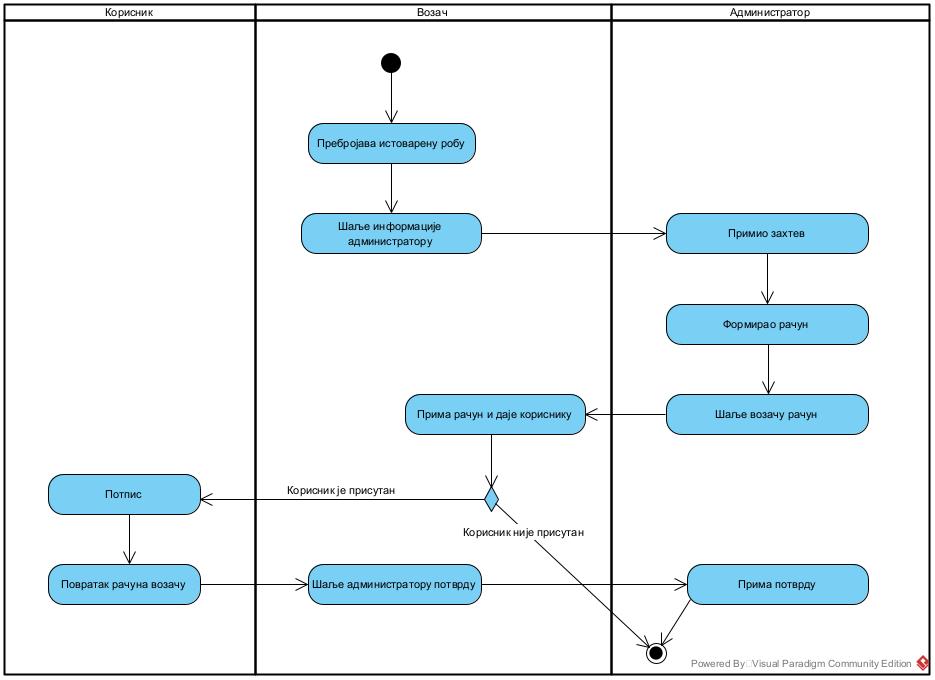 Корисник
Возач
Администратор
Пребројава истоварену робу
Шаље информације
администратору
Примио захтев
Формирао рачун
Шаље возачу рачун
Прима рачун и даје кориснику
Корисник је присутан
Потпис
Корисник није присутан
Повратак рачуна возачу
Шаље администратору потврду
Прима потврду
Powered By Visual Paradigm Community Edition